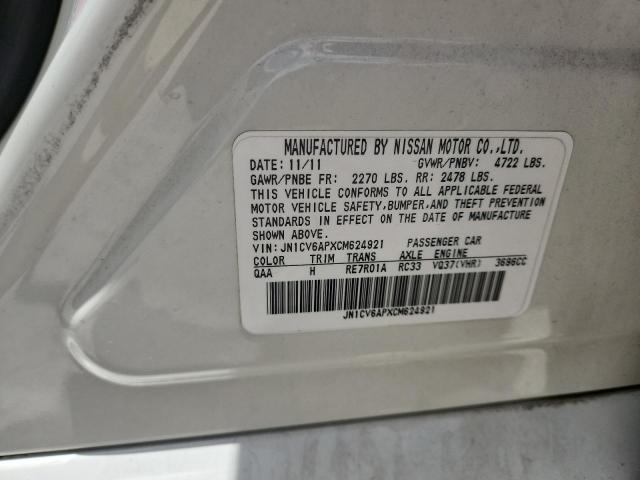 MANUFACTURED BY NISSAN MOTOR CO.,LTD.
DATE: 11/11 GVWR/PNBV: 4722 LBS.
GAWR/PNBE FR: 2270 LBS. RR: 2478 LBS.
THIS VEHICLE CONFORMS TO ALL APPLICABLE FEDERAL
MOTOR VEHICLE SAFETY,BUMPER,AND THEFT PREVENTION
STANDARDS IN EFFECT ON THE DATE OF MANUFACTURE
SHOWN ABOVE.
VIN: JN1CV6APXCM624921 PASSENGER CAR
COLOR TRIM TRANS AXLE ENGINE
QAA H RE7R01A RC33 VQ37(VHR) 3696CC
JN1CV6APXCM624921